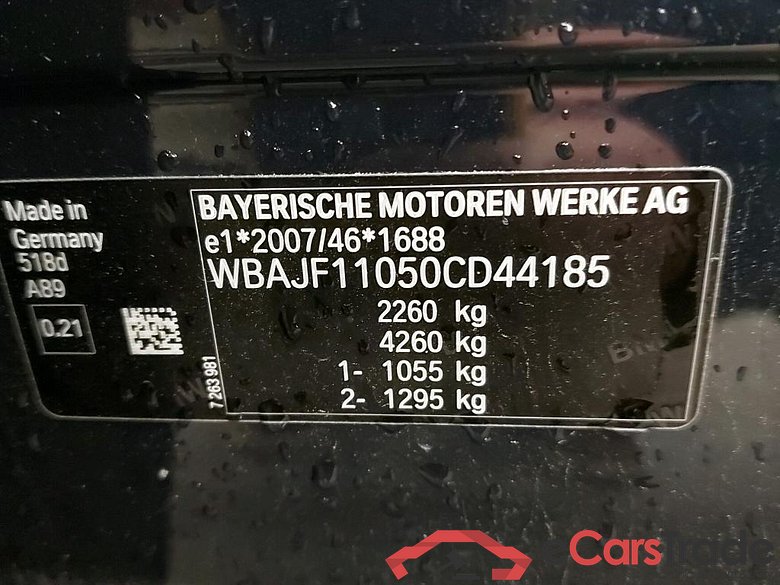 Made in
Germany
518d
A89
0.21
7 263 981
BAYERISCHE MOTOREN WERKE AG
e1*2007/46*1688
WBAJF11050CD44185
2260 kg
4260 kg
1- 1055 kg
2- 1295 kg
eCarsTrade